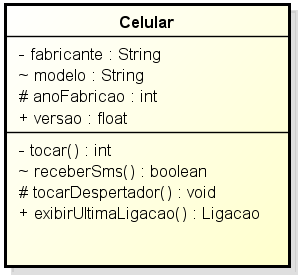 Celular
- fabricante : String
~ modelo : String
# anoFabricao : int
+ versao : float
- tocar() : int
~ receberSms() : boolean
# tocarDespertador() : void
+ exibirUltimaLigacao() : Ligacao